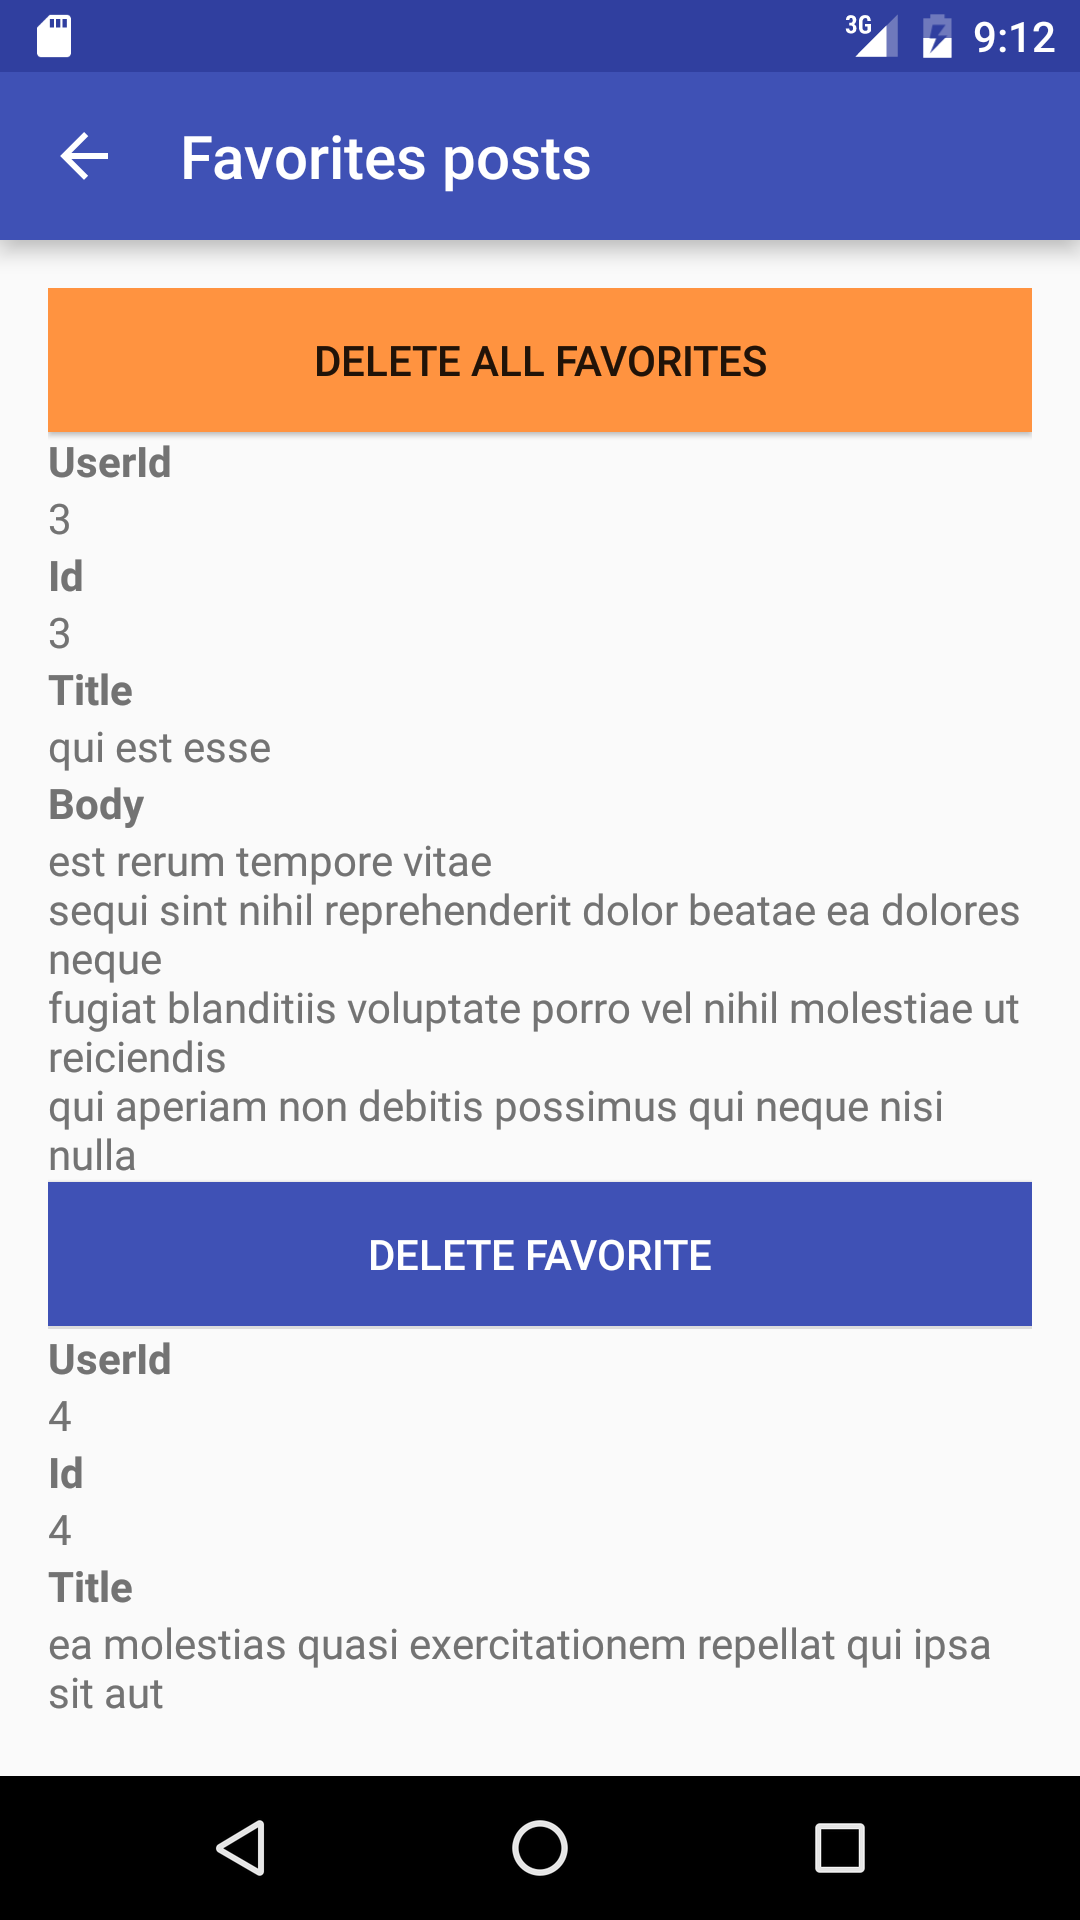 3G 9:12
Favorites posts
DELETE ALL FAVORITES
UserId
3
Id
3
Title
qui est esse
Body
est rerum tempore vitae
sequi sint nihil reprehenderit dolor beatae ea dolores
neque
fugiat blanditiis voluptate porro vel nihil molestiae ut
reiciendis
qui aperiam non debitis possimus qui neque nisi
nulla
DELETE FAVORITE
UserId
4
Id
4
Title
ea molestias quasi exercitationem repellat qui ipsa
sit aut